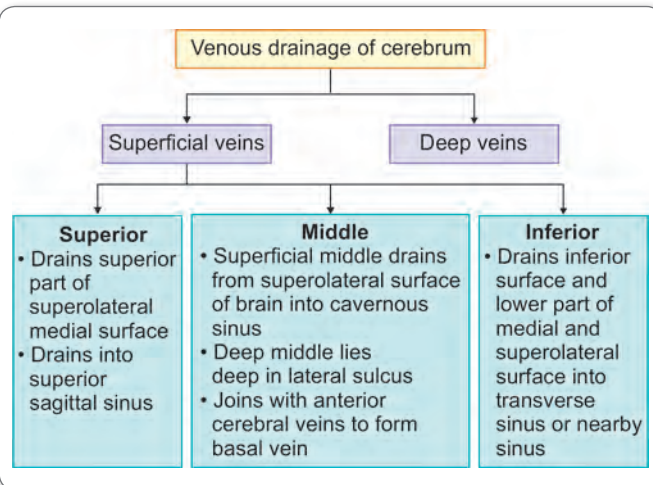 Venous drainage of cerebrum
Superficial veins
Deep veins
Superior
• Drains superior
part of
superolateral
medial surface
• Drains into
superior
sagittal sinus
Middle
• Superficial middle drains
from superolateral surface
of brain into cavernous
sinus
• Deep middle lies
deep in lateral sulcus
• Joins with anterior
cerebral veins to form
basal vein
Inferior
• Drains inferior
surface and
lower part of
medial and
superolateral
surface into
transverse
sinus or nearby
sinus